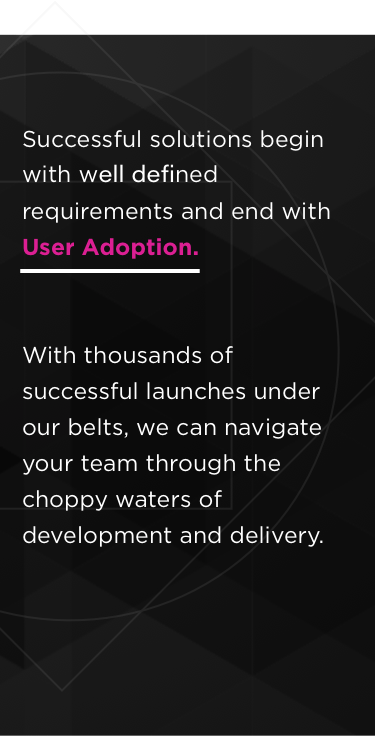 Successful solutions begin
with well defined
requirements and end with
User Adoption.
With thousands of
successful launches under
our belts, we can navigate
your team through the
choppy waters of
development and delivery.